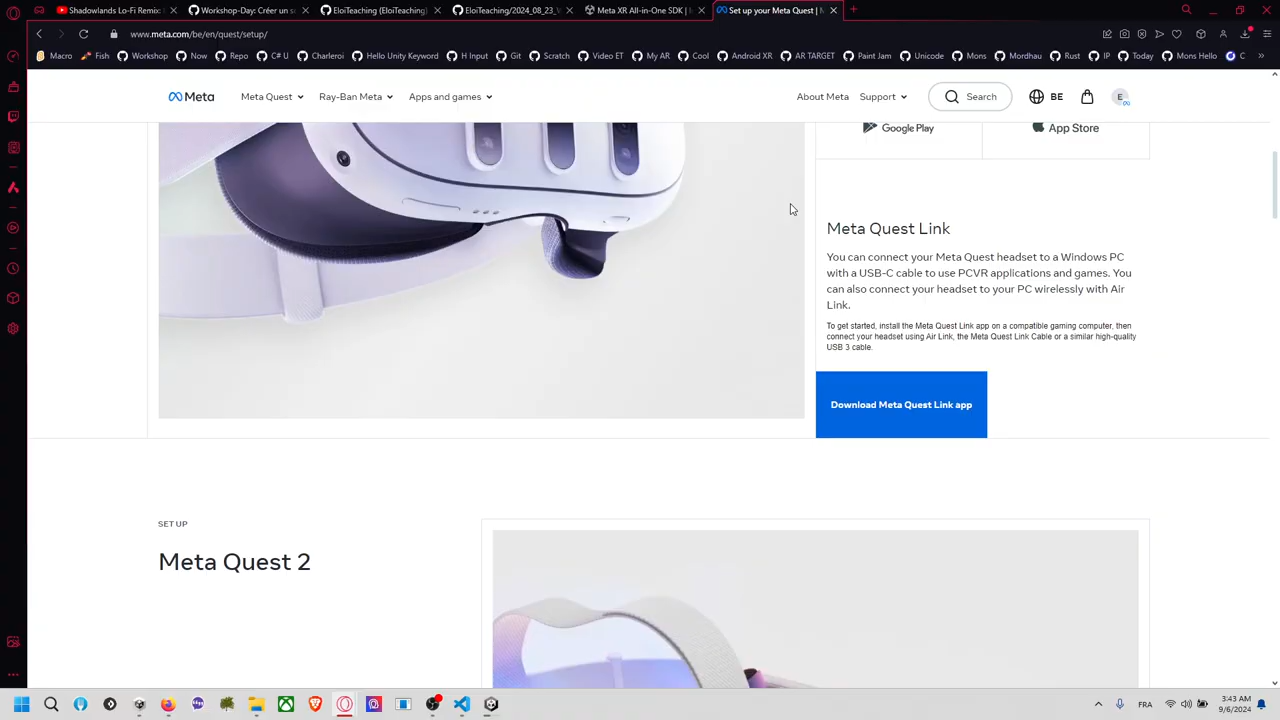 Shadowlands Lo-Fi Remix:
Workshop-Day: Créer un s
EloiTeaching (EloiTeaching)
EloiTeaching/2024_08_23_V
Meta XR All-in-One SDK |
Set up your Meta Quest |
www.meta.com/be/en/quest/setup/
Macro Fish Workshop Now Repo C# U Charleroi Hello Unity Keyword H Input Git Scratch Video ET My AR Cool Android XR AR TARGET Paint Jam Unicode Mons Mordhau Rust IP Today Mons Hello C
Meta Meta Quest Ray-Ban Meta Apps and games About Meta Support Search BE E
Google Play App Store
Meta Quest Link
You can connect your Meta Quest headset to a Windows PC
with a USB-C cable to use PCVR applications and games. You
can also connect your headset to your PC wirelessly with Air
Link.
To get started, install the Meta Quest Link app on a compatible gaming computer, then
connect your headset using Air Link, the Meta Quest Link Cable or a similar high-quality
USB 3 cable.
Download Meta Quest Link app
SET UP
Meta Quest 2
FRA
3:43 AM
9/6/2024